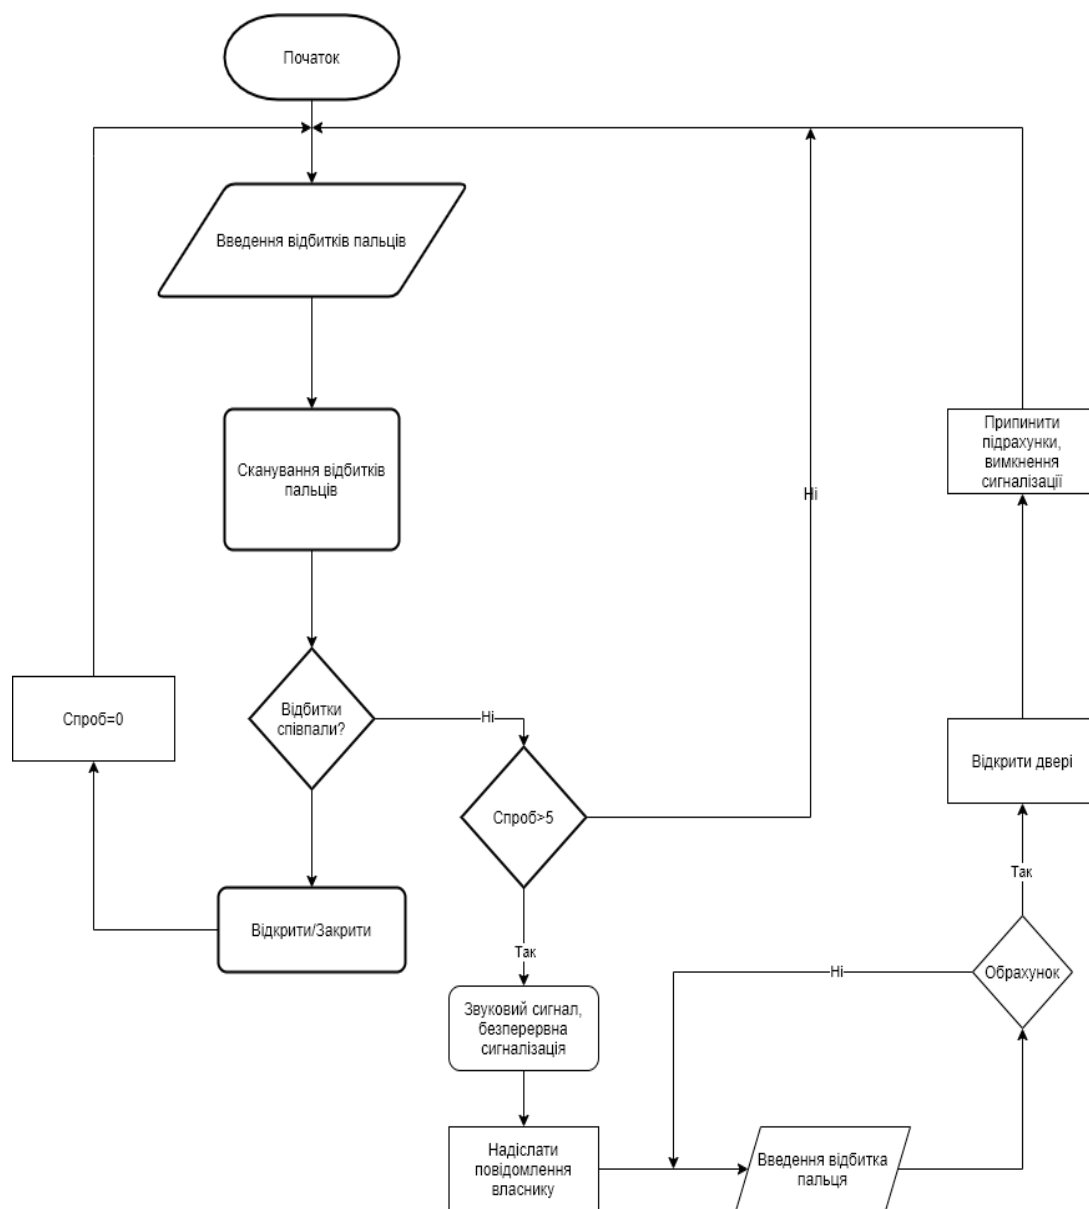 Початок
Введення відбитків пальців
Сканування відбитків
пальців
Ні
Припинити
підрахунки,
вимкнення
сигналізації
Спроб=0
Відбитки
співпали?
Ні
Спроб>5
Відкрити двері
Так
Відкрити/Закрити
Так
Ні
Обрахунок
Звуковий сигнал,
безперервна
сигналізація
Надіслати
повідомлення
власнику
Введення відбитка
пальця